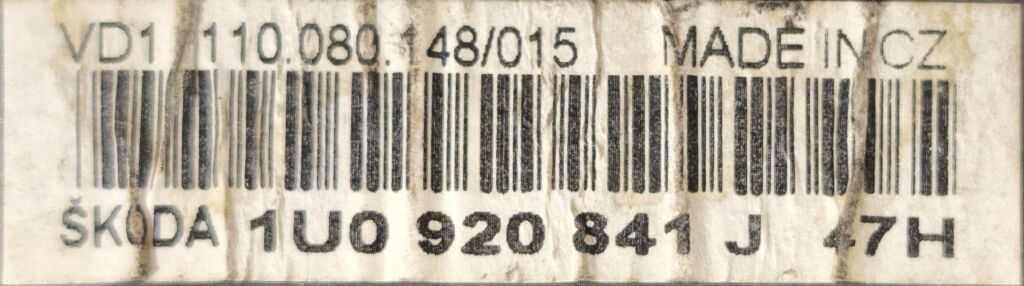 VD1 110.080.148/015 MADE IN CZ
ŠKODA 1U0 920 841 J 47H